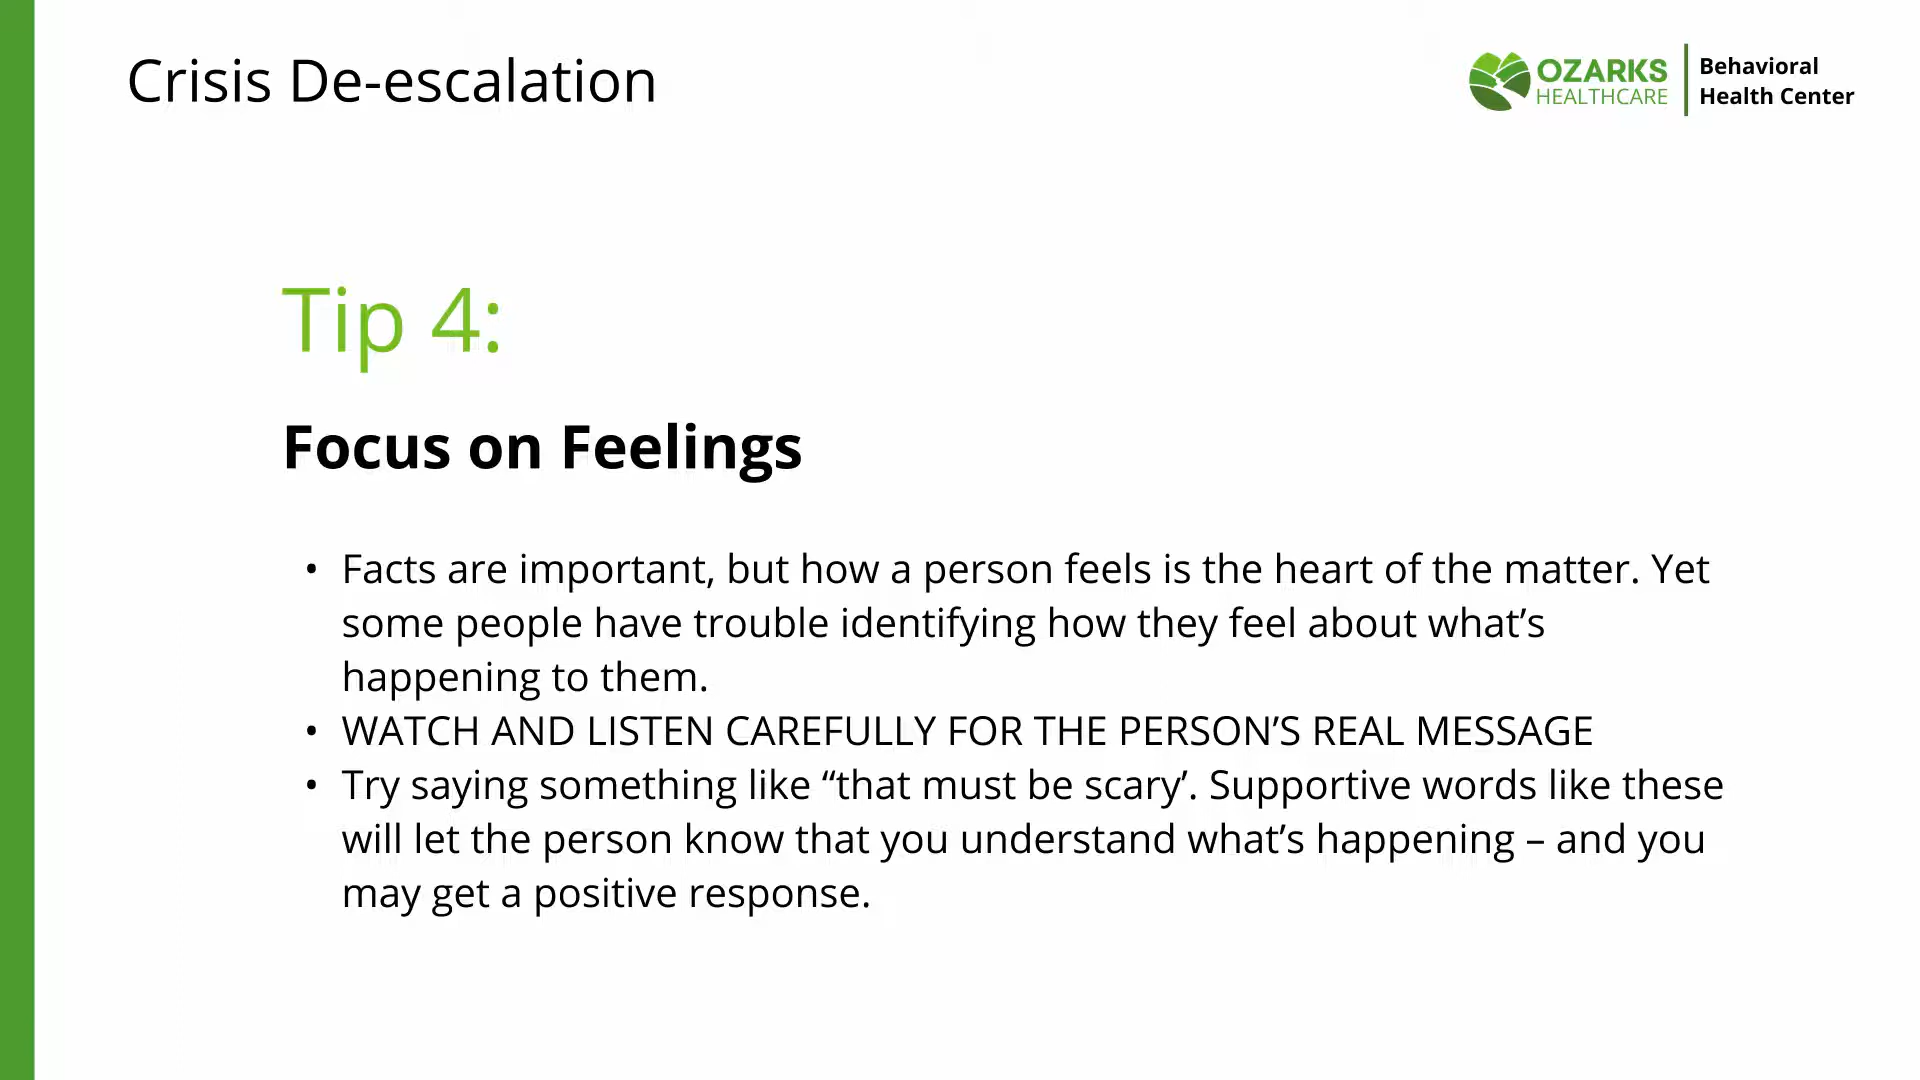 Crisis De-escalation
OZARKS
HEALTHCARE
Behavioral
Health Center
Tip 4:
Focus on Feelings
• Facts are important, but how a person feels is the heart of the matter. Yet
some people have trouble identifying how they feel about what’s
happening to them.
• WATCH AND LISTEN CAREFULLY FOR THE PERSON’S REAL MESSAGE
• Try saying something like “that must be scary’. Supportive words like these
will let the person know that you understand what’s happening – and you
may get a positive response.